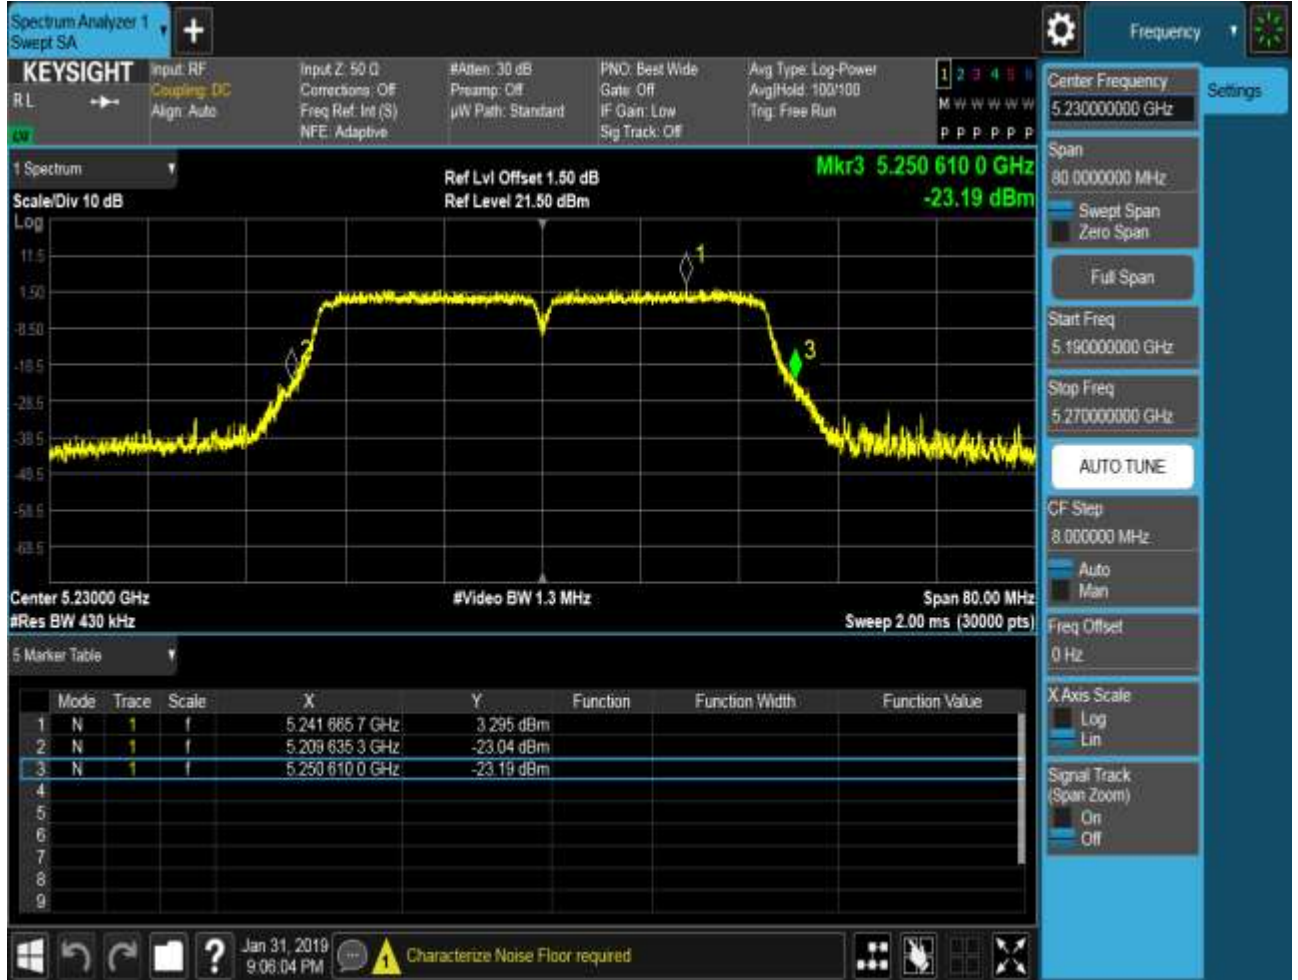 Spectrum Analyzer 1
Swept SA
+
Frequency
KEYSIGHT
RL
Input: RF
Coupling: DC
Align: Auto
Input Z: 50 Ω
Corrections: Off
Freq Ref: Int (S)
NFE: Adaptive
#Atten: 30 dB
Preamp: Off
µW Path: Standard
PNO: Best Wide
Gate: Off
IF Gain: Low
Sig Track: Off
Avg Type: Log-Power
Avg|Hold: 100/100
Trig: Free Run
1 2 3 4 5 6
M W W W W W
P P P P P P
1 Spectrum
Scale/Div 10 dB
Ref Lvl Offset 1.50 dB
Ref Level 21.50 dBm
Mkr3 5.250 610 0 GHz
-23.19 dBm
Log
11.5
1.50
-8.50
-18.5
-28.5
-38.5
-48.5
-58.5
-68.5
1
2
3
Center 5.23000 GHz
#Video BW 1.3 MHz
Span 80.00 MHz
#Res BW 430 kHz
Sweep 2.00 ms (30000 pts)
5 Marker Table
Mode Trace Scale X Y Function Function Width Function Value
1 N 1 f 5.241 665 7 GHz 3.295 dBm
2 N 1 f 5.209 635 3 GHz -23.04 dBm
3 N 1 f 5.250 610 0 GHz -23.19 dBm
4
5
6
7
8
9
Center Frequency
5.230000000 GHz
Settings
Span
80.0000000 MHz
Swept Span
Zero Span
Full Span
Start Freq
5.190000000 GHz
Stop Freq
5.270000000 GHz
AUTO TUNE
CF Step
8.000000 MHz
Auto
Man
Freq Offset
0 Hz
X Axis Scale
Log
Lin
Signal Track
(Span Zoom)
On
Off
?
Jan 31, 2019
9:06:04 PM
1
Characterize Noise Floor required